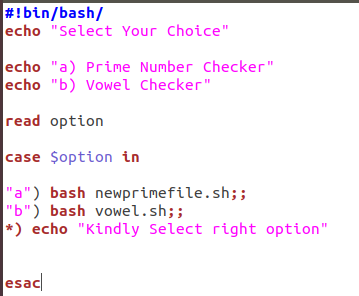 #!bin/bash/
echo "Select Your Choice"
echo "a) Prime Number Checker"
echo "b) Vowel Checker"
read option
case $option in
"a") bash newprimefile.sh;;
"b") bash vowel.sh;;
*) echo "Kindly Select right option"
esac